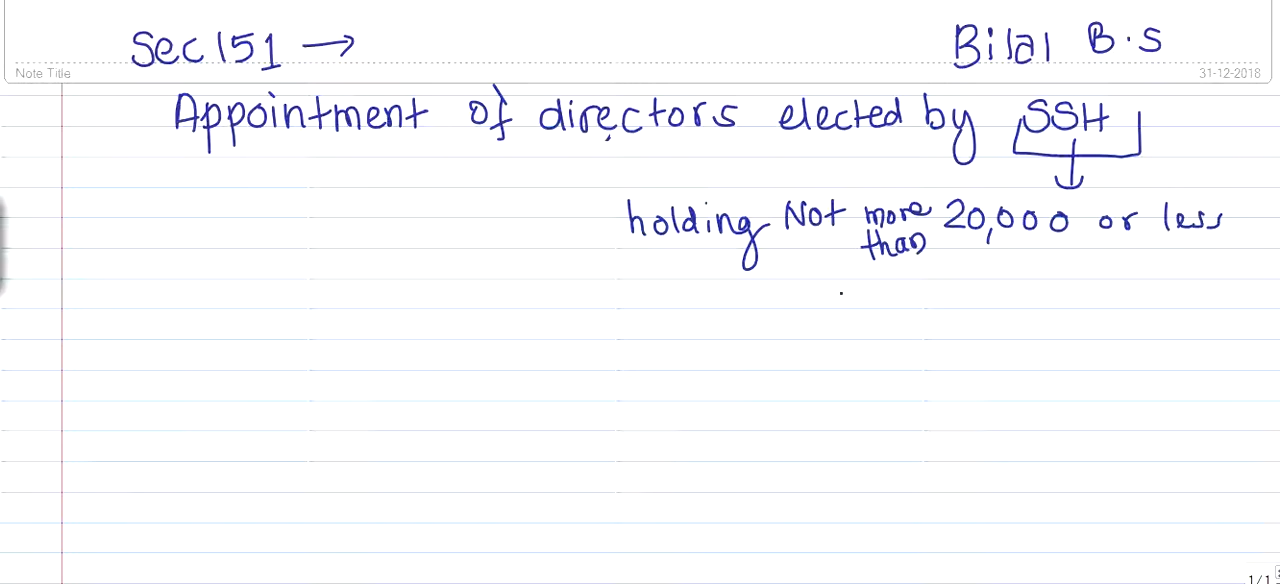 Sec 151 → Bilal B.S
Note Title 31-12-2018
Appointment of directors elected by SSH
holding Not more than 20,000 or less
1/1